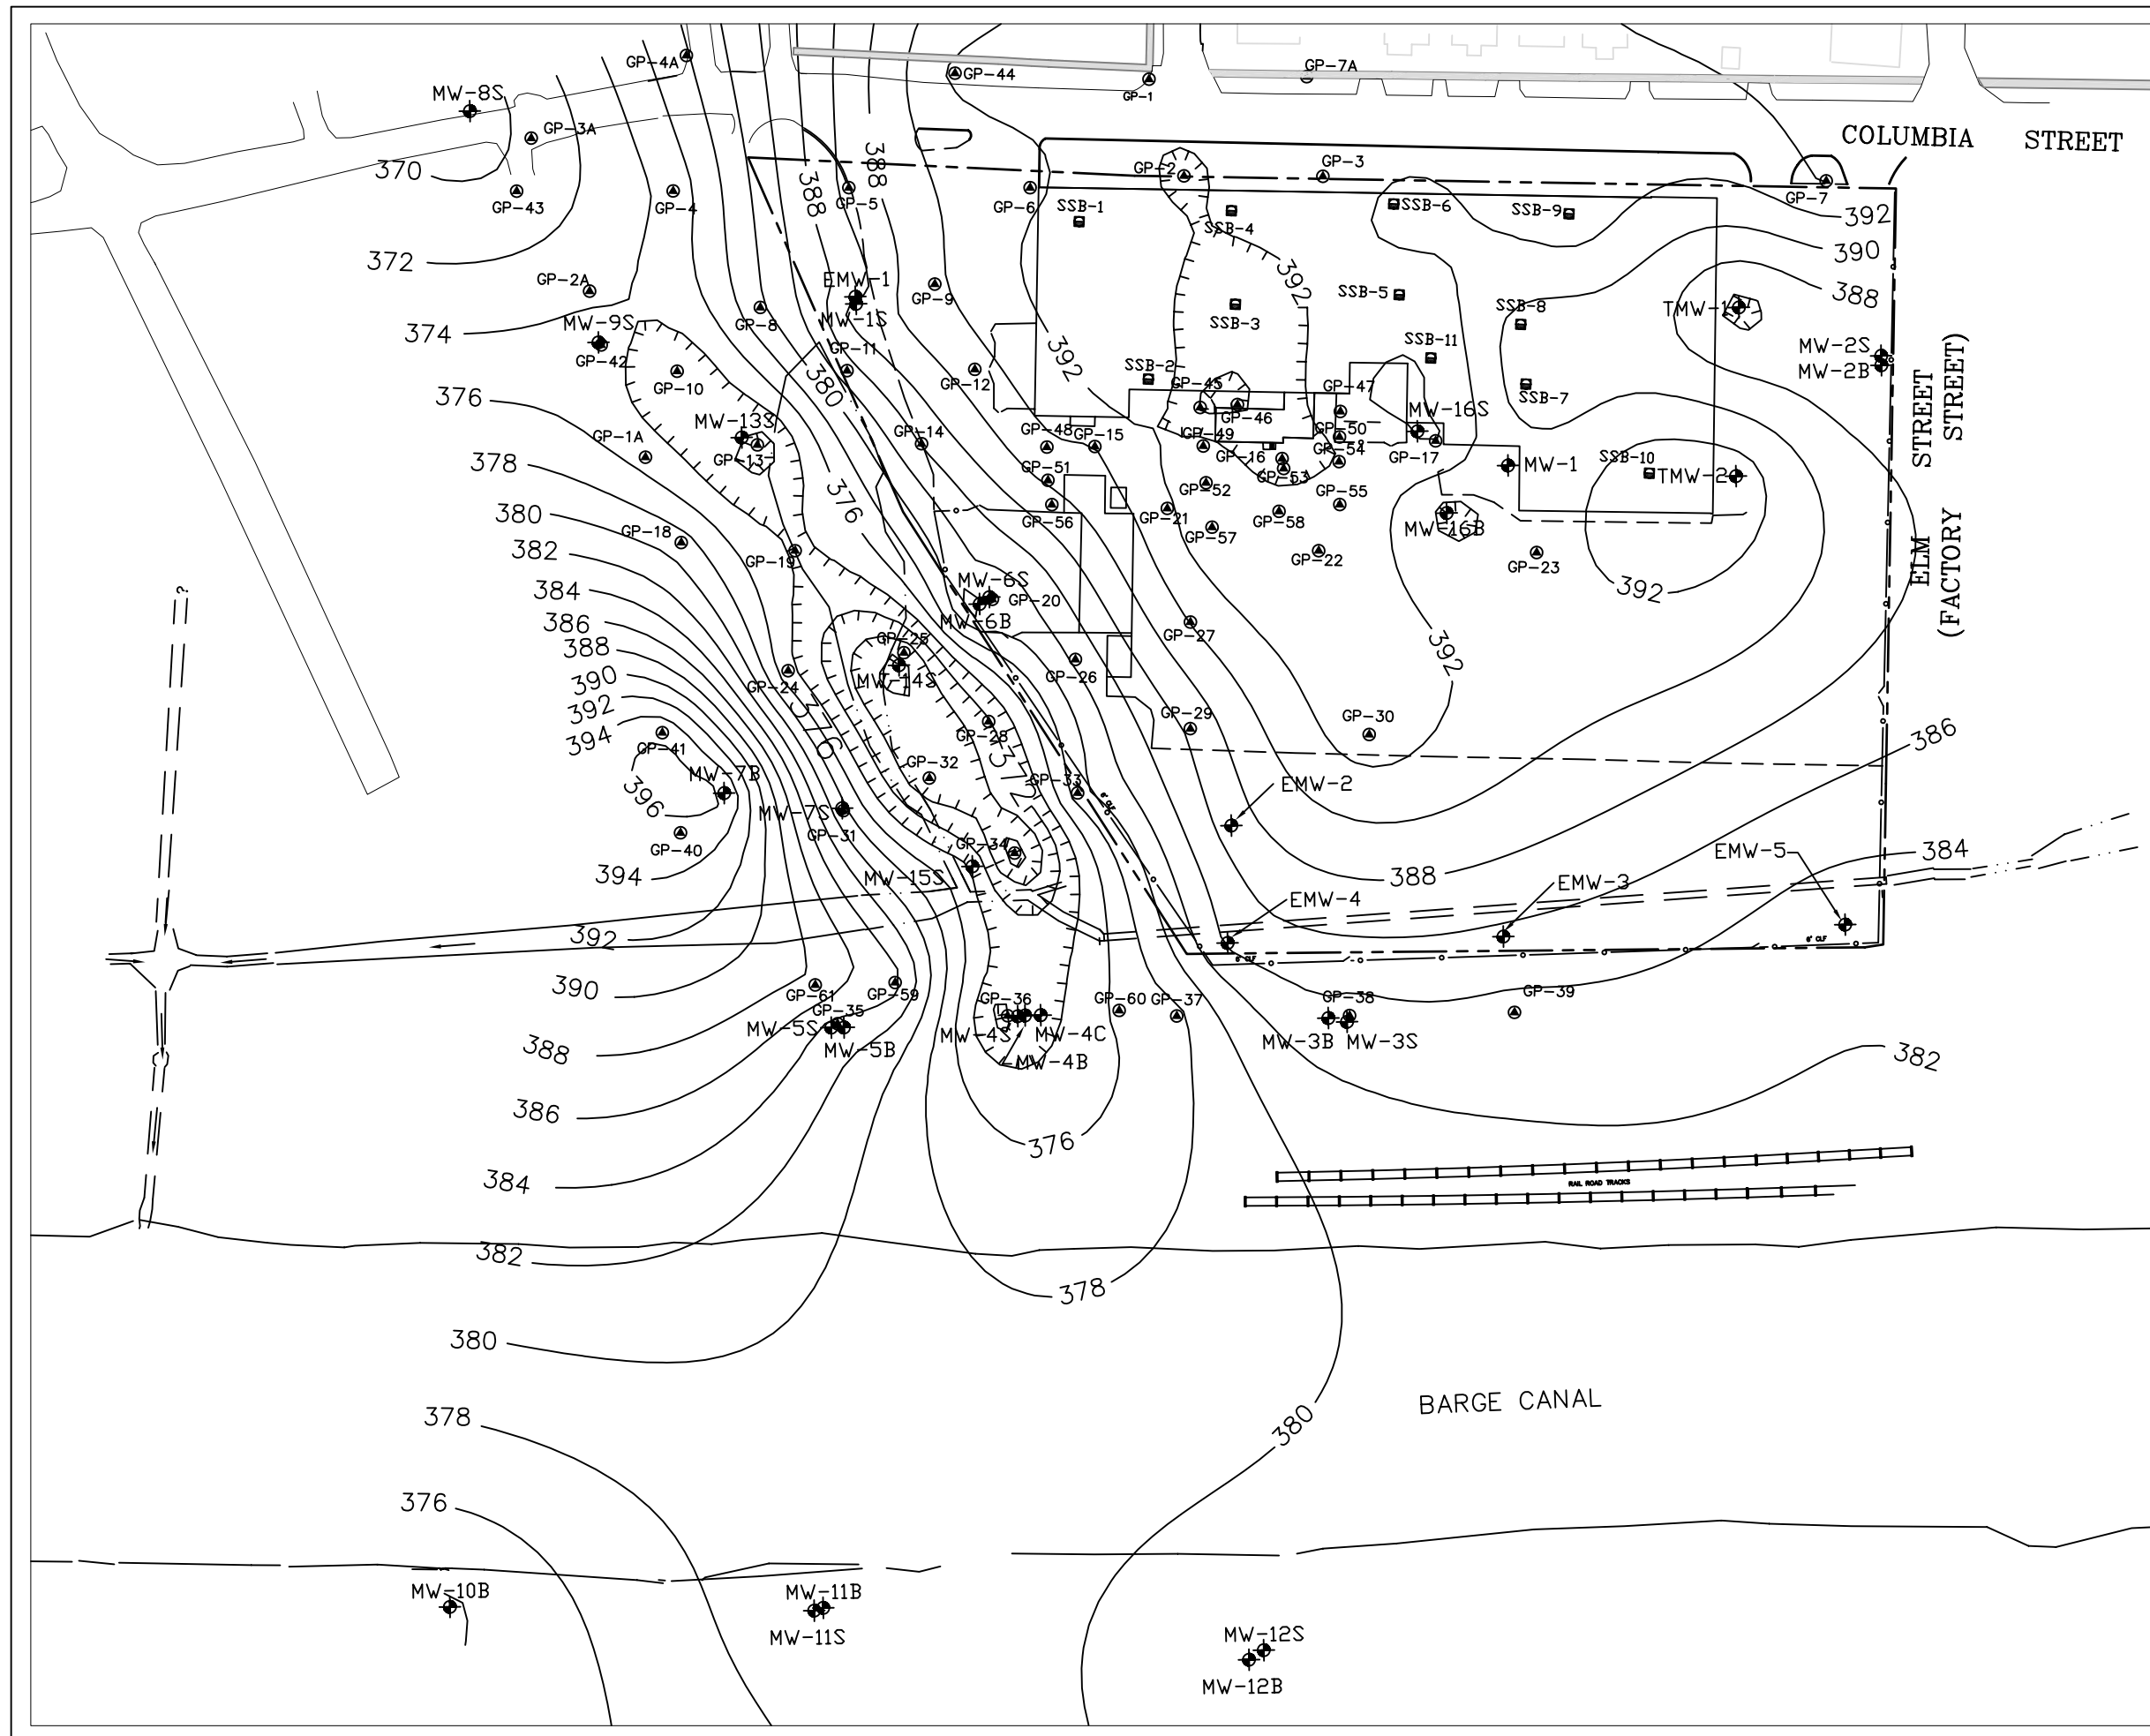 GP-4A
GP-44
GP-7A
GP-1
MW-8S
GP-3A
COLUMBIA STREET
370
388
GP-2
GP-3
GP-43
GP-4
388
GP-5
GP-6
SSB-1
SSB-4
SSB-6
SSB-9
GP-7
392
390
372
GP-2A
EMW-1
GP-9
392
SSB-5
388
374
MW-9S
GP-8
MW-1S
SSB-3
SSB-8
TMW-1
GP-42
GP-11
SSB-11
MW-2S
MW-2B
GP-10
380
GP-12
392
SSB-2
GP-45
GP-47
SSB-7
376
MW-13S
GP-46
MW-16S
ELM STREET
(FACTORY STREET)
GP-1A
GP-13
GP-14
GP-48
GP-15
GP-49
GP-50
GP-54
378
GP-51
GP-16
GP-53
GP-17
MW-1
SSB-10
TMW-2
376
GP-52
GP-55
380
GP-18
GP-56
GP-21
GP-57
GP-58
MW-16B
382
GP-19
GP-22
GP-23
?
384
MW-6S
GP-20
392
386
MW-6B
GP-27
388
GP-25
392
390
GP-24
MW-14S
GP-26
392
376
GP-28
GP-29
GP-30
386
394
GP-41
372
MW-7B
GP-32
GP-33
EMW-2
396
MW-7S
6' CLF
GP-31
GP-40
GP-34
EMW-5
384
394
MW-15S
388
EMW-3
EMW-4
392
6' CLF
6' CLF
390
GP-61
GP-59
GP-36
GP-60
GP-37
GP-38
GP-39
GP-35
MW-5S
MW-4S
MW-4C
MW-3B
MW-3S
388
MW-5B
MW-4B
382
386
376
384
RAIL ROAD TRACKS
382
378
380
BARGE CANAL
378
380
376
MW-10B
MW-11B
MW-11S
MW-12S
MW-12B